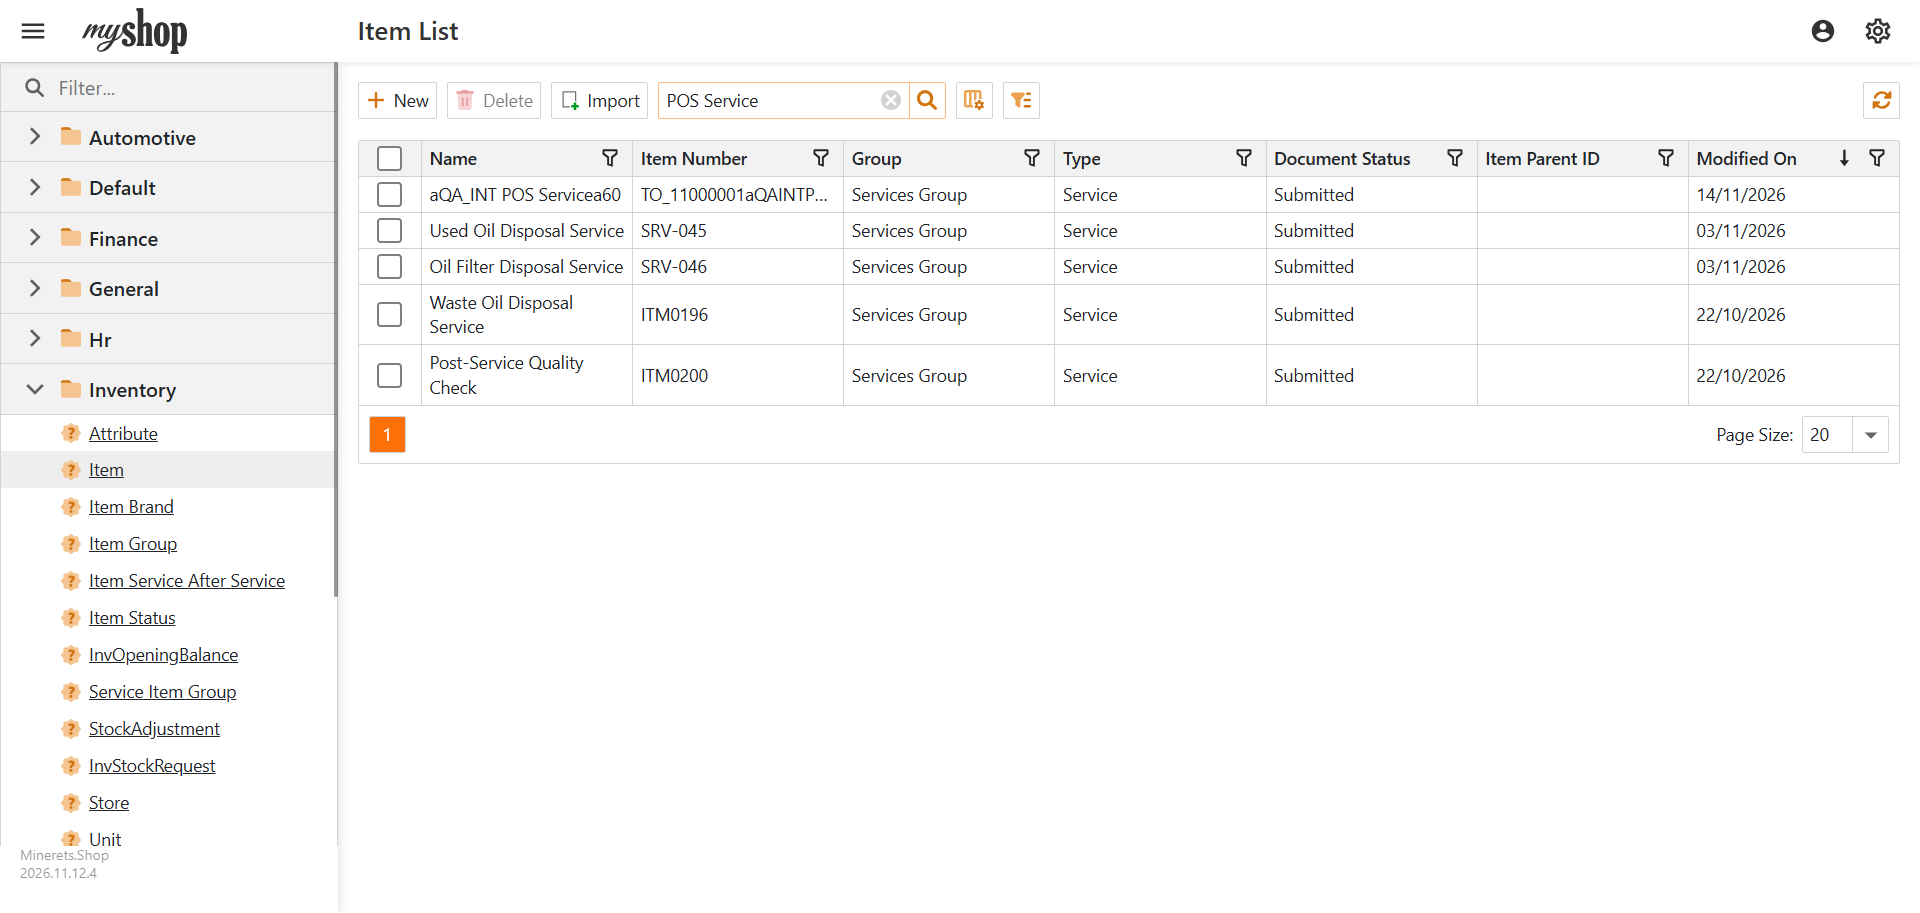 myshop
Item List
Filter...
New
Delete
Import
POS Service
Automotive
Default
Finance
General
Hr
Inventory
Attribute
Item
Item Brand
Item Group
Item Service After Service
Item Status
InvOpeningBalance
Service Item Group
StockAdjustment
InvStockRequest
Store
Unit
Minerets.Shop
2026.11.12.4
Name Item Number Group Type Document Status Item Parent ID Modified On
aQA_INT POS Servicea60 TO_11000001aQAINTP... Services Group Service Submitted 14/11/2026
Used Oil Disposal Service SRV-045 Services Group Service Submitted 03/11/2026
Oil Filter Disposal Service SRV-046 Services Group Service Submitted 03/11/2026
Waste Oil Disposal
Service ITM0196 Services Group Service Submitted 22/10/2026
Post-Service Quality
Check ITM0200 Services Group Service Submitted 22/10/2026
1
Page Size: 20